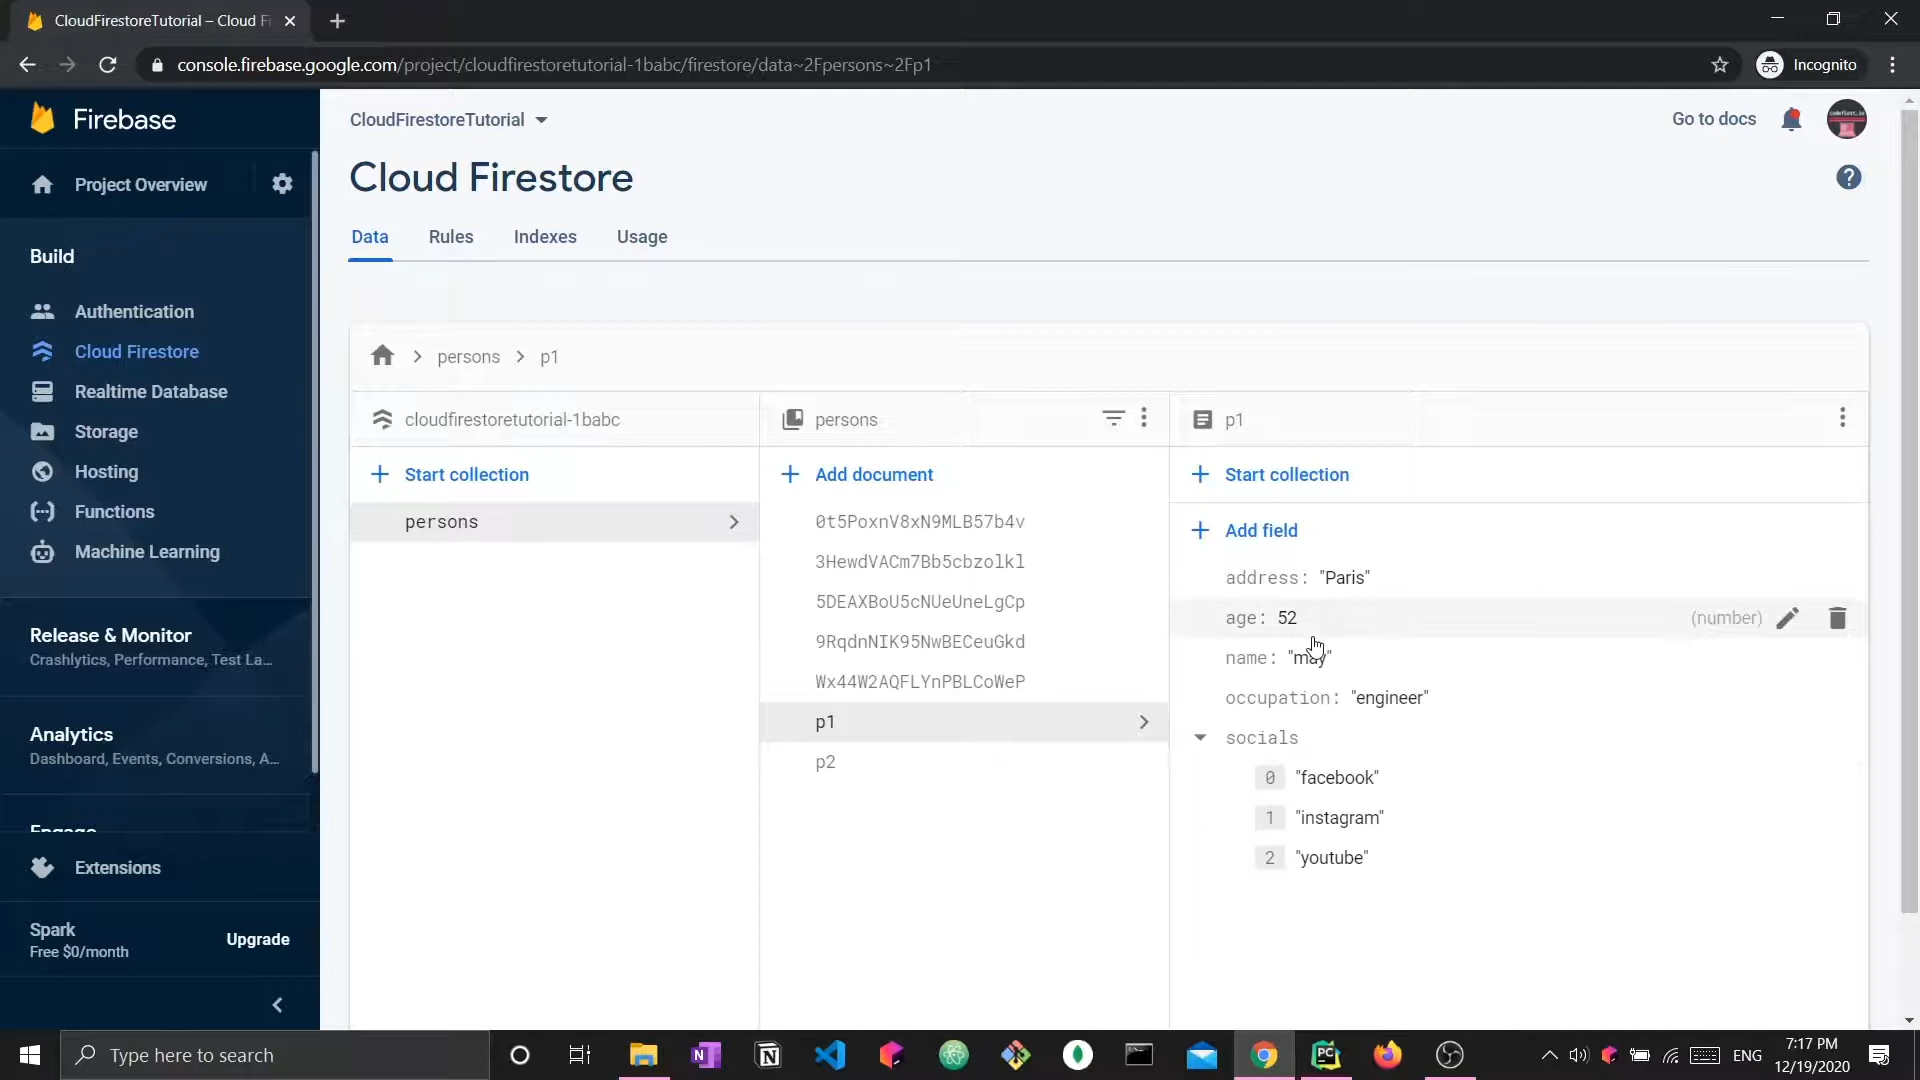 CloudFirestoreTutorial – Cloud Fi
console.firebase.google.com/project/cloudfirestoretutorial-1babc/firestore/data~2Fpersons~2Fp1
Incognito
Firebase
CloudFirestoreTutorial
Go to docs
Project Overview
Cloud Firestore
?
Data Rules Indexes Usage
Build
Authentication
Cloud Firestore
Realtime Database
Storage
Hosting
Functions
Machine Learning
Release & Monitor
Crashlytics, Performance, Test La...
Analytics
Dashboard, Events, Conversions, A...
Engage
Extensions
Spark
Free $0/month
Upgrade
persons p1
cloudfirestoretutorial-1babc
Start collection
persons
persons
Add document
0t5PoxnV8xN9MLB57b4v
3HewdVACm7Bb5cbzolkl
5DEAXBoU5cNUeUneLgCp
9RqdnNIK95NwBECeuGkd
Wx44W2AQFLYnPBLCoWeP
p1
p2
p1
Start collection
Add field
address: "Paris"
age: 52
(number)
name: "may"
occupation: "engineer"
socials
0 "facebook"
1 "instagram"
2 "youtube"
Type here to search
ENG
7:17 PM
12/19/2020